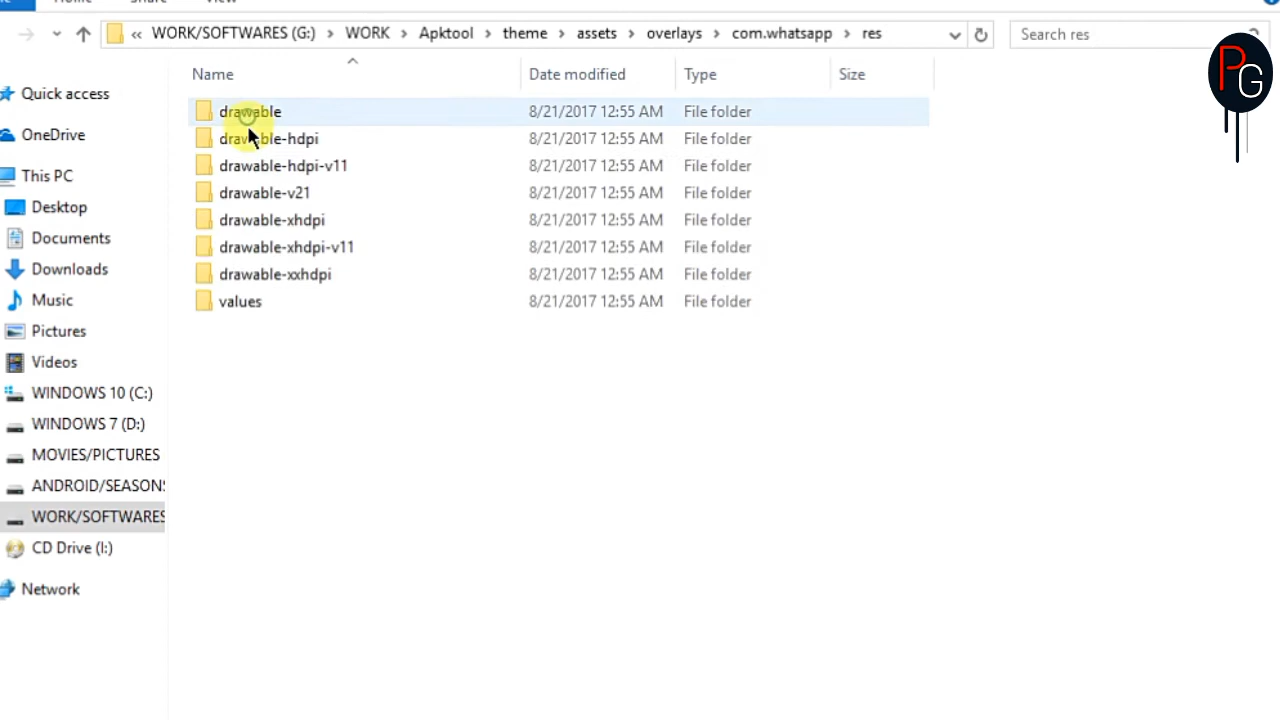 Home Share View
« WORK/SOFTWARES (G:) › WORK › Apktool › theme › assets › overlays › com.whatsapp › res
Search res
PG
Name Date modified Type Size
Quick access
OneDrive
This PC
Desktop
Documents
Downloads
Music
Pictures
Videos
WINDOWS 10 (C:)
WINDOWS 7 (D:)
MOVIES/PICTURES
ANDROID/SEASONS
WORK/SOFTWARES
CD Drive (I:)
Network
drawable 8/21/2017 12:55 AM File folder
drawable-hdpi 8/21/2017 12:55 AM File folder
drawable-hdpi-v11 8/21/2017 12:55 AM File folder
drawable-v21 8/21/2017 12:55 AM File folder
drawable-xhdpi 8/21/2017 12:55 AM File folder
drawable-xhdpi-v11 8/21/2017 12:55 AM File folder
drawable-xxhdpi 8/21/2017 12:55 AM File folder
values 8/21/2017 12:55 AM File folder